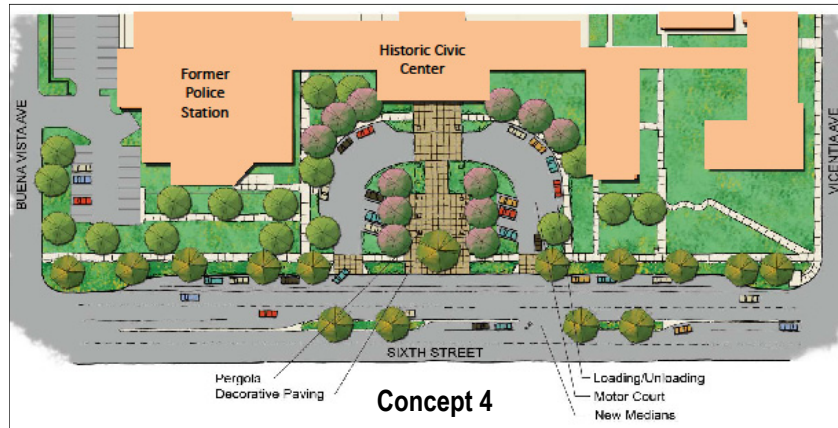 Historic Civic
Center
Former
Police
Station
BUENA VISTA AVE
VICENTIA AVE
SIXTH STREET
Pergola
Decorative Paving
Concept 4
Loading/Unloading
Motor Court
New Medians